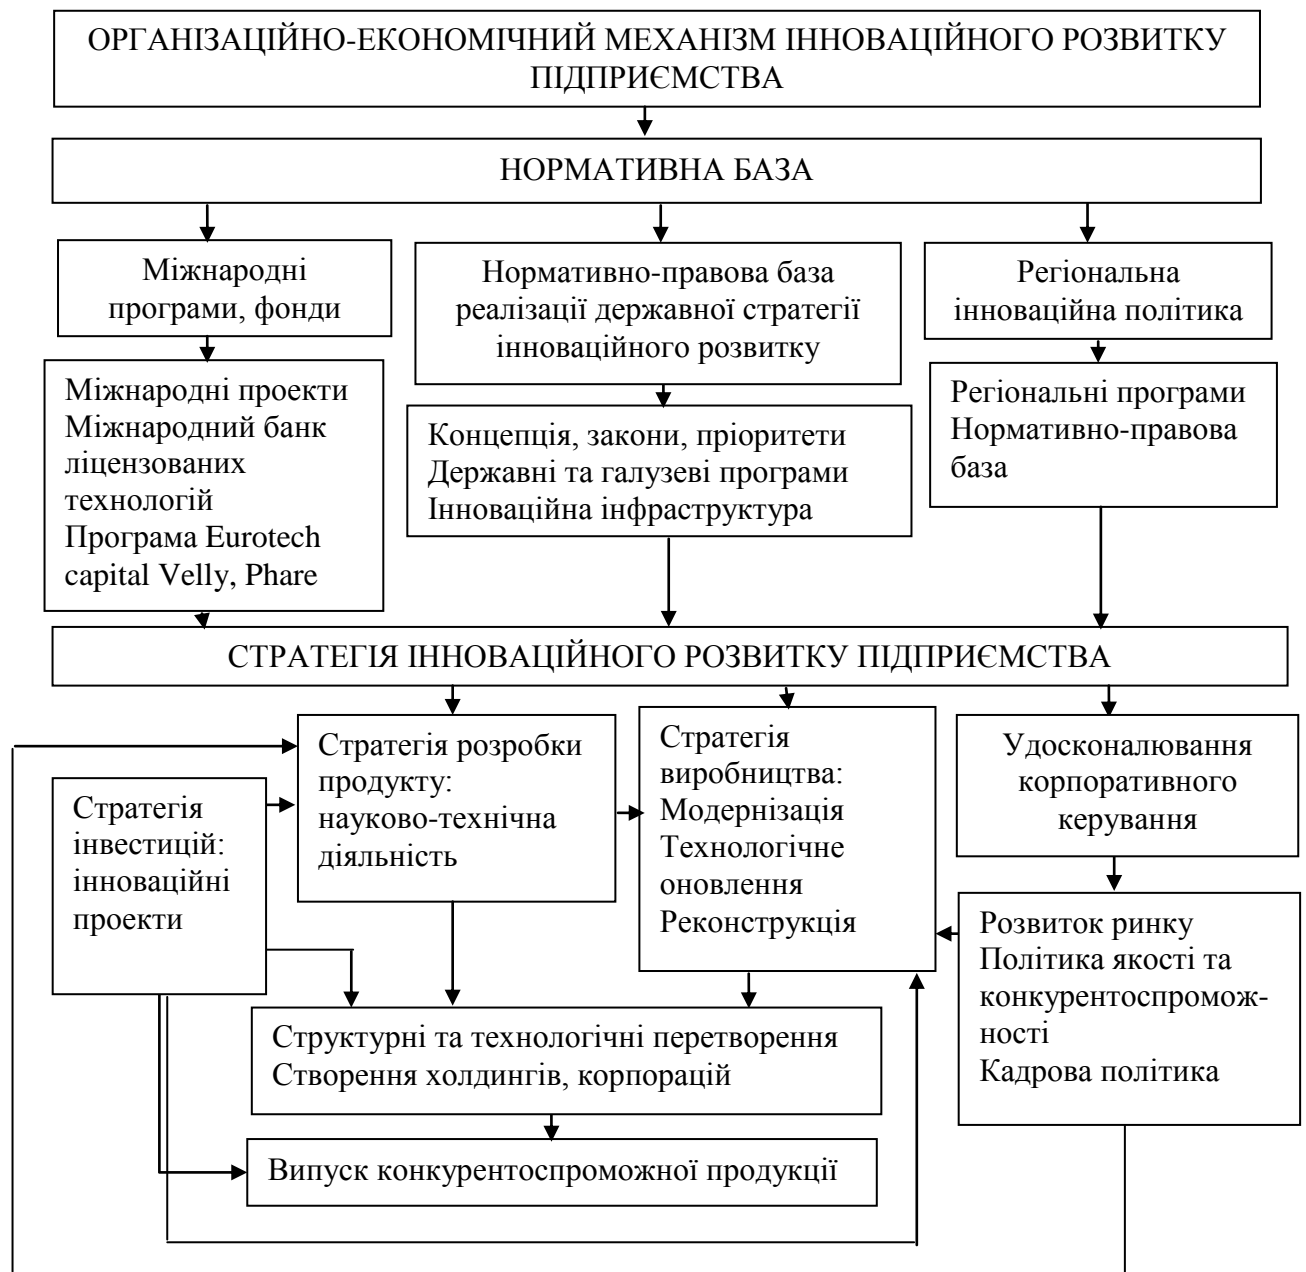 ОРГАНІЗАЦІЙНО-ЕКОНОМІЧНИЙ МЕХАНІЗМ ІННОВАЦІЙНОГО РОЗВИТКУ
ПІДПРИЄМСТВА
НОРМАТИВНА БАЗА
Міжнародні
програми, фонди
Нормативно-правова база
реалізації державної стратегії
інноваційного розвитку
Регіональна
інноваційна політика
Міжнародні проекти
Міжнародний банк
ліцензованих
технологій
Програма Eurotech
capital Velly, Phare
Концепція, закони, пріоритети
Державні та галузеві програми
Інноваційна інфраструктура
Регіональні програми
Нормативно-правова
база
СТРАТЕГІЯ ІННОВАЦІЙНОГО РОЗВИТКУ ПІДПРИЄМСТВА
Стратегія
інвестицій:
інноваційні
проекти
Стратегія розробки
продукту:
науково-технічна
діяльність
Стратегія
виробництва:
Модернізація
Технологічне
оновлення
Реконструкція
Удосконалювання
корпоративного
керування
Розвиток ринку
Політика якості та
конкурентоспромож-
ності
Кадрова політика
Структурні та технологічні перетворення
Створення холдингів, корпорацій
Випуск конкурентоспроможної продукції